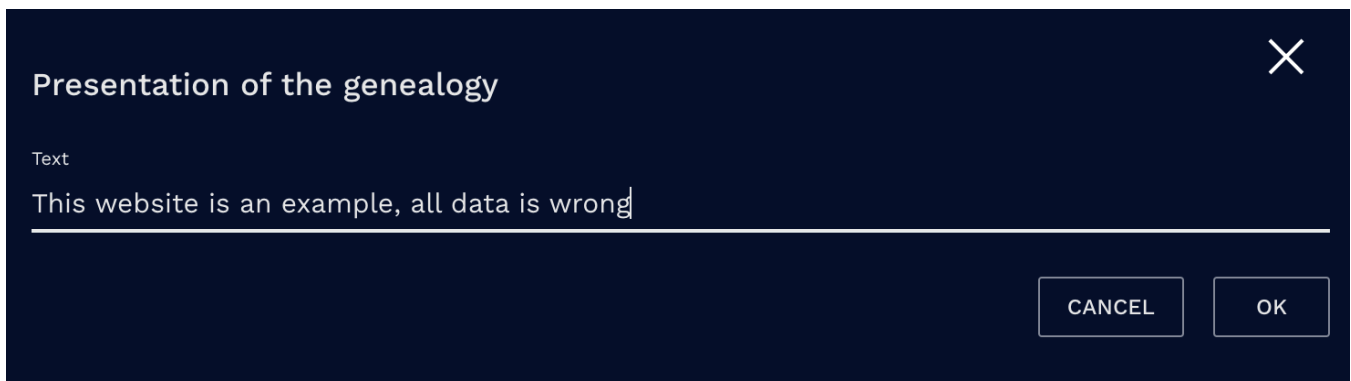 Presentation of the genealogy
Text
This website is an example, all data is wrong
CANCEL OK